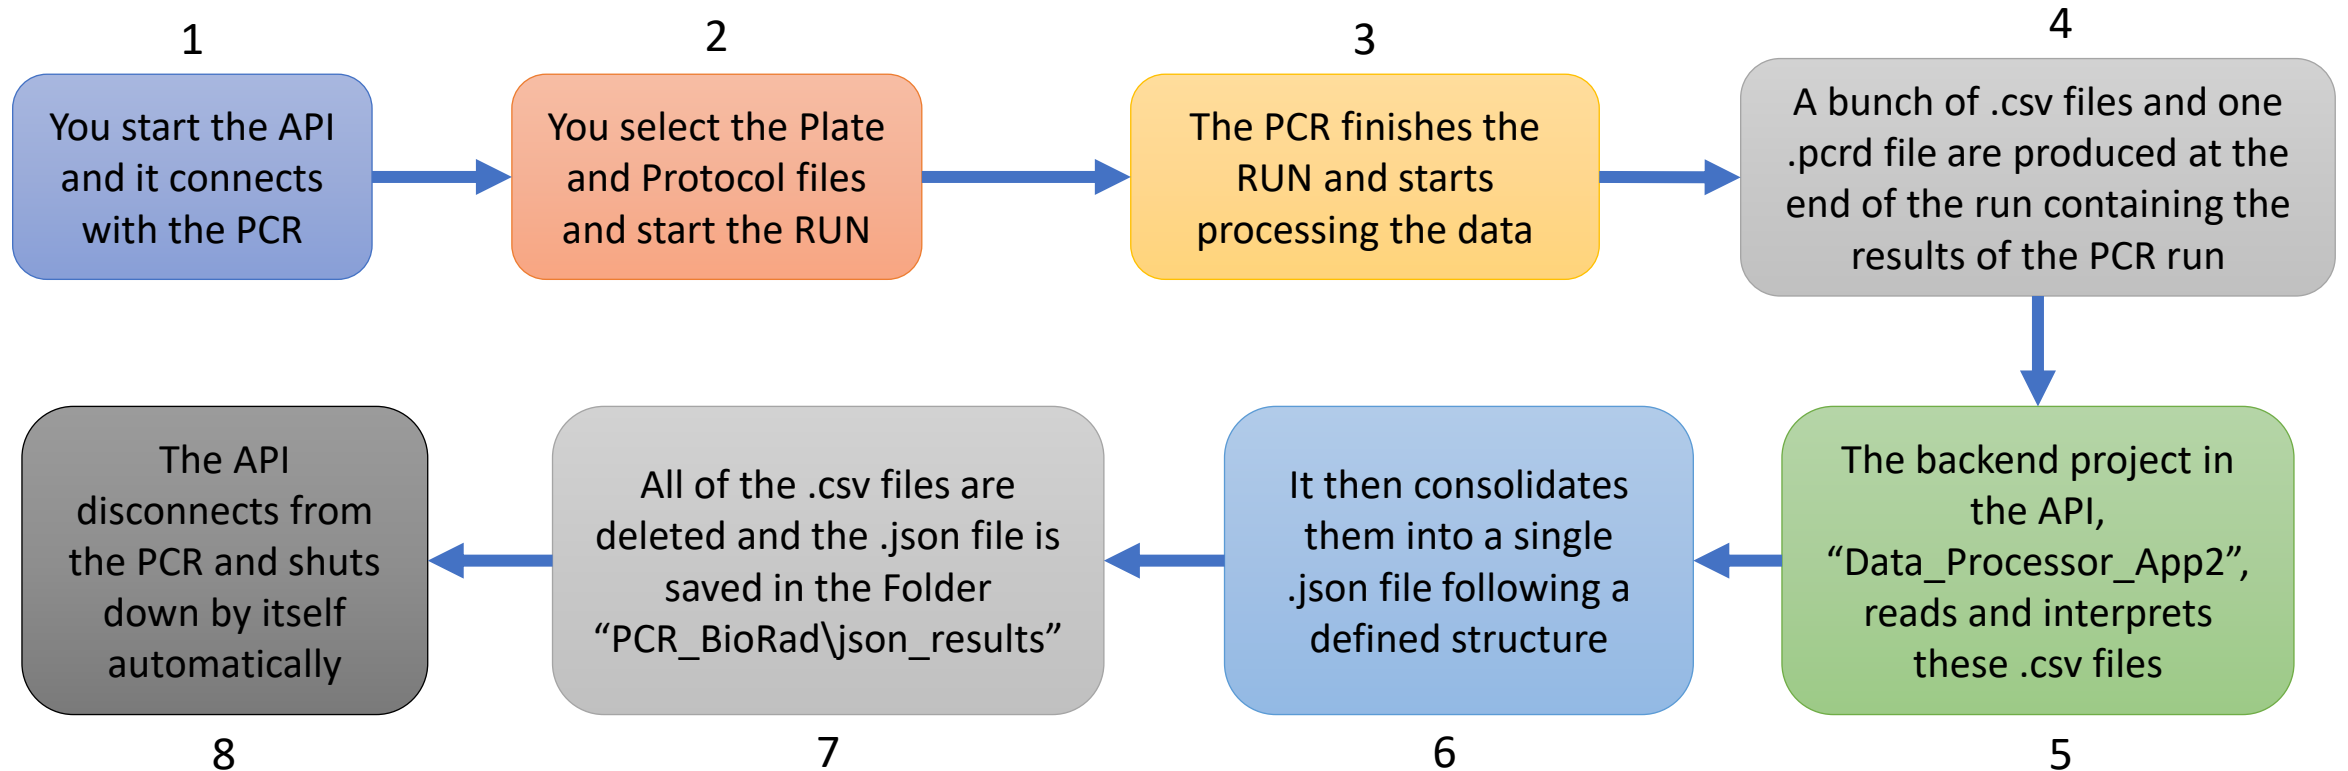 1
You start the API
and it connects
with the PCR
2
You select the Plate
and Protocol files
and start the RUN
3
The PCR finishes the
RUN and starts
processing the data
4
A bunch of .csv files and one
.pcrd file are produced at the
end of the run containing the
results of the PCR run
The backend project in
the API,
“Data_Processor_App2”,
reads and interprets
these .csv files
5
It then consolidates
them into a single
.json file following a
defined structure
6
All of the .csv files are
deleted and the .json file is
saved in the Folder
“PCR_BioRad\json_results”
7
The API
disconnects from
the PCR and shuts
down by itself
automatically
8